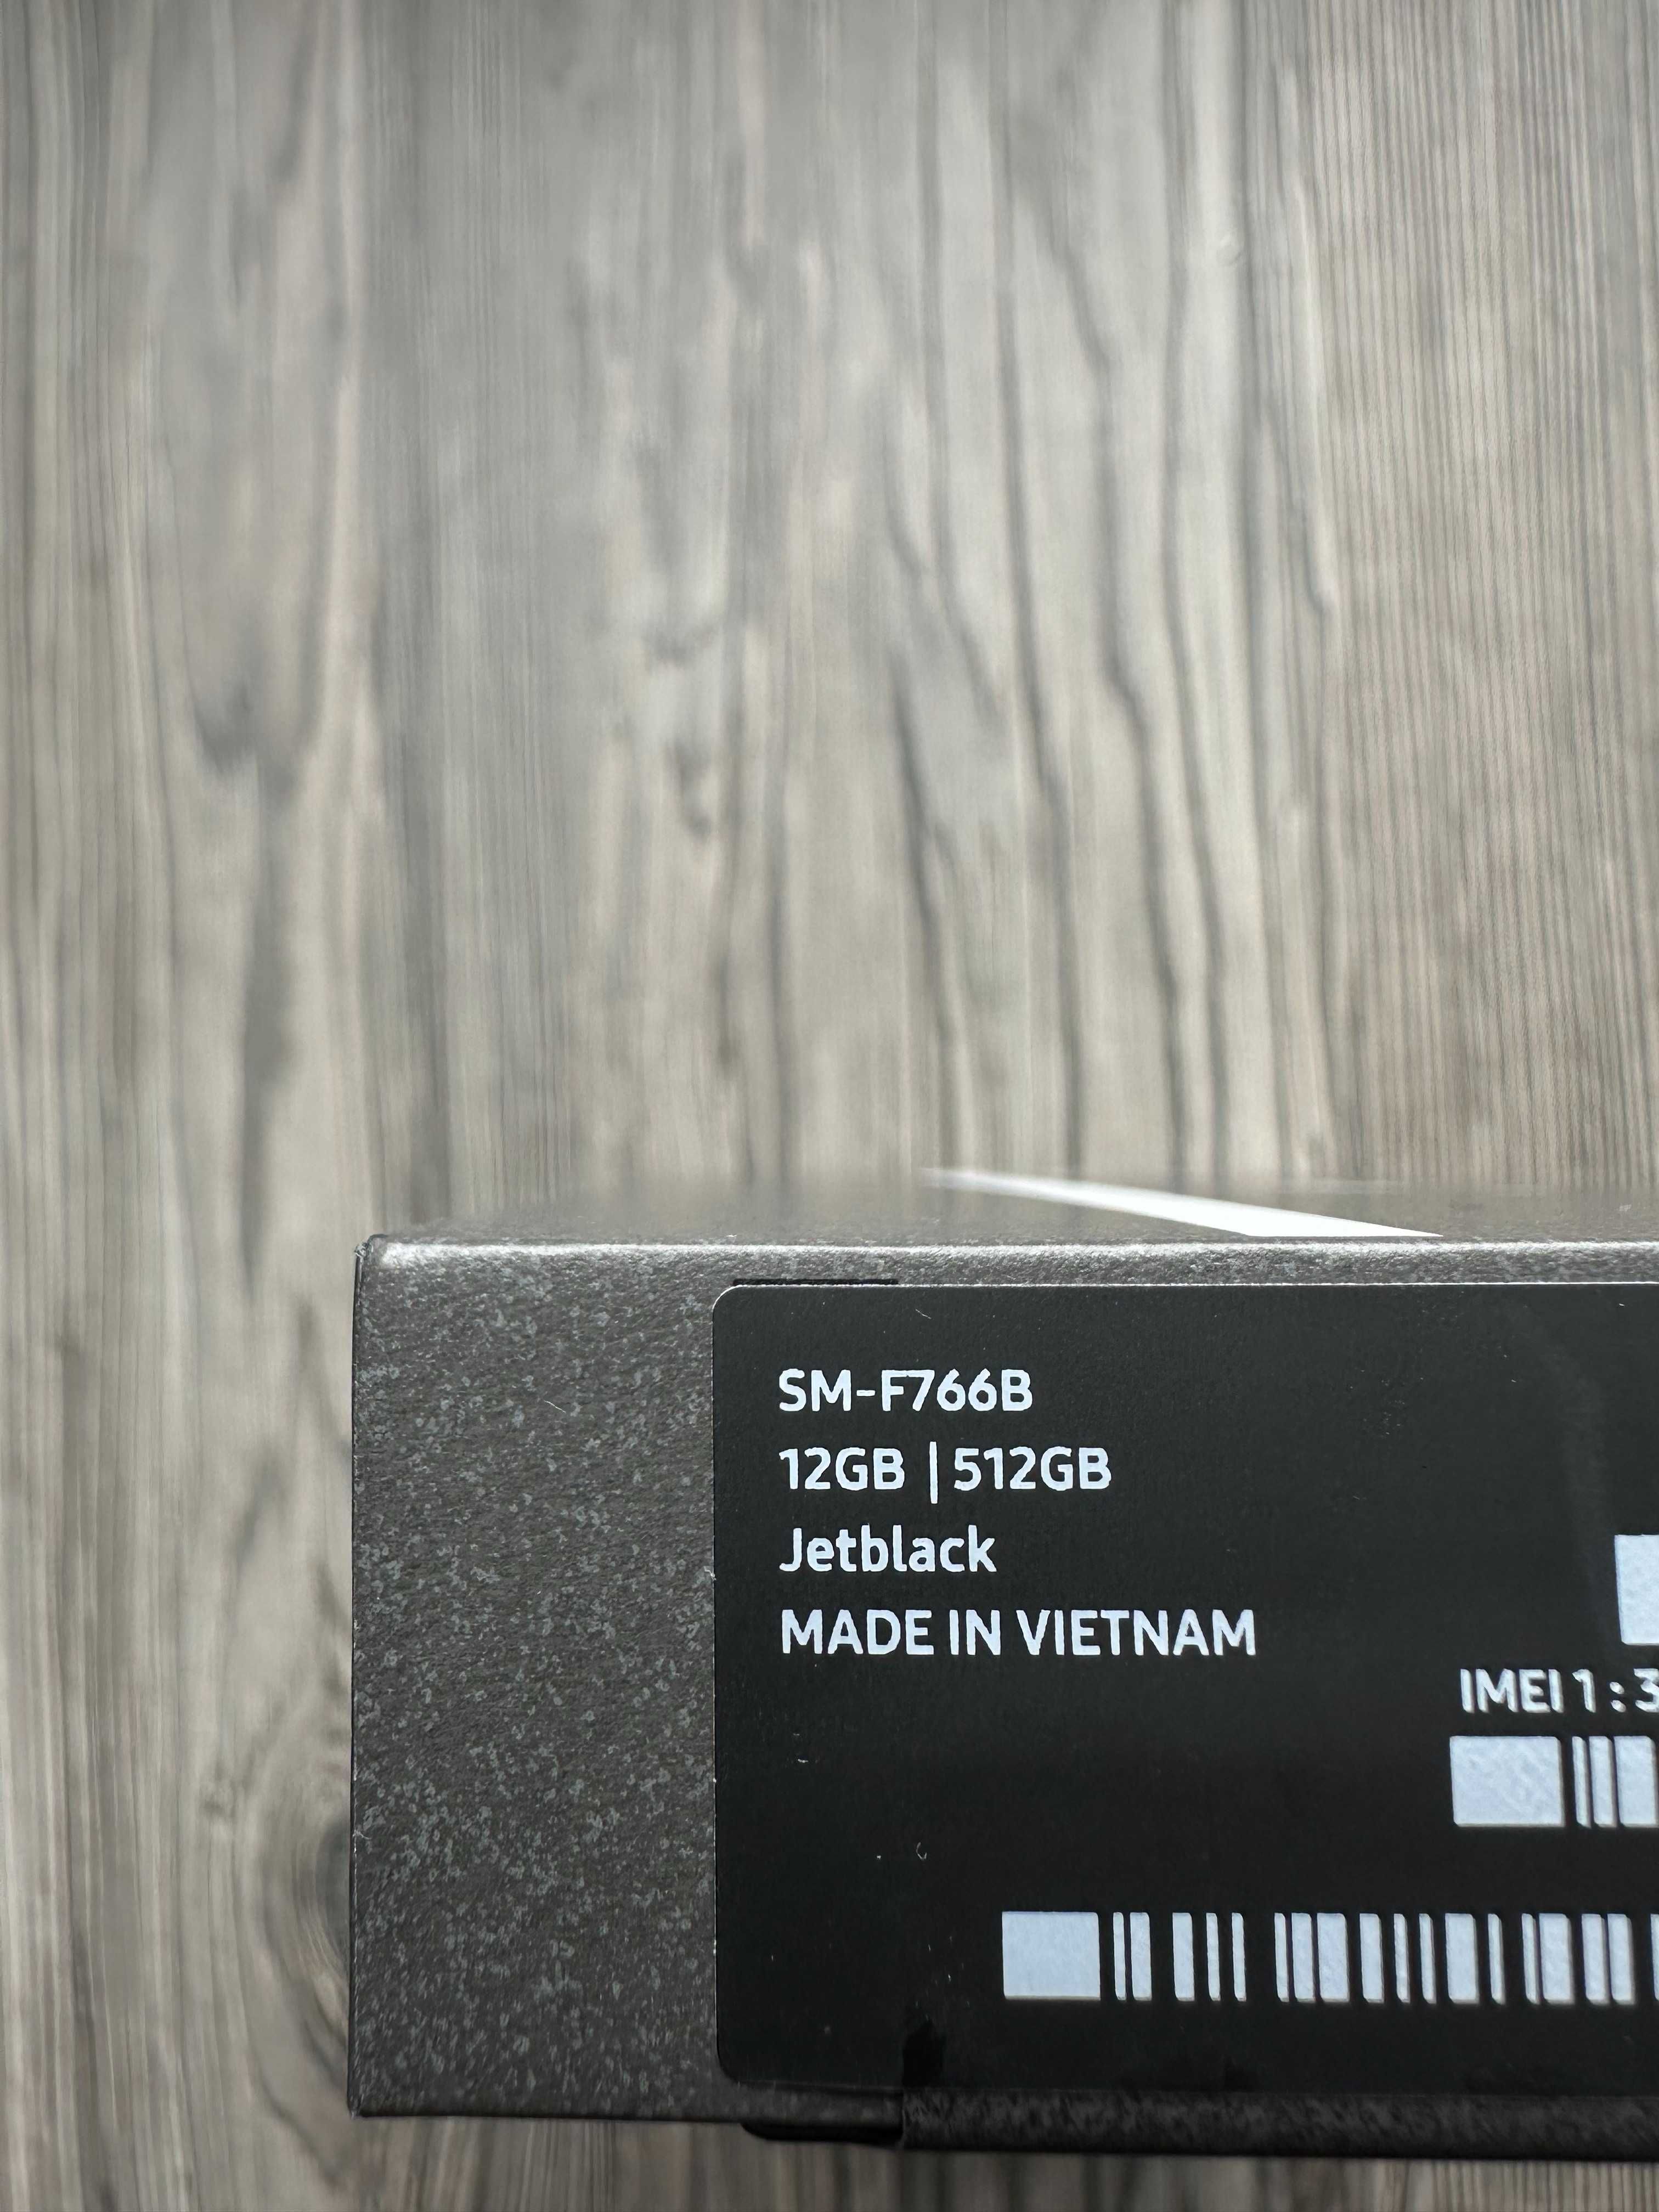 SM-F766B
12GB | 512GB
Jetblack
MADE IN VIETNAM
IMEI 1 : 3